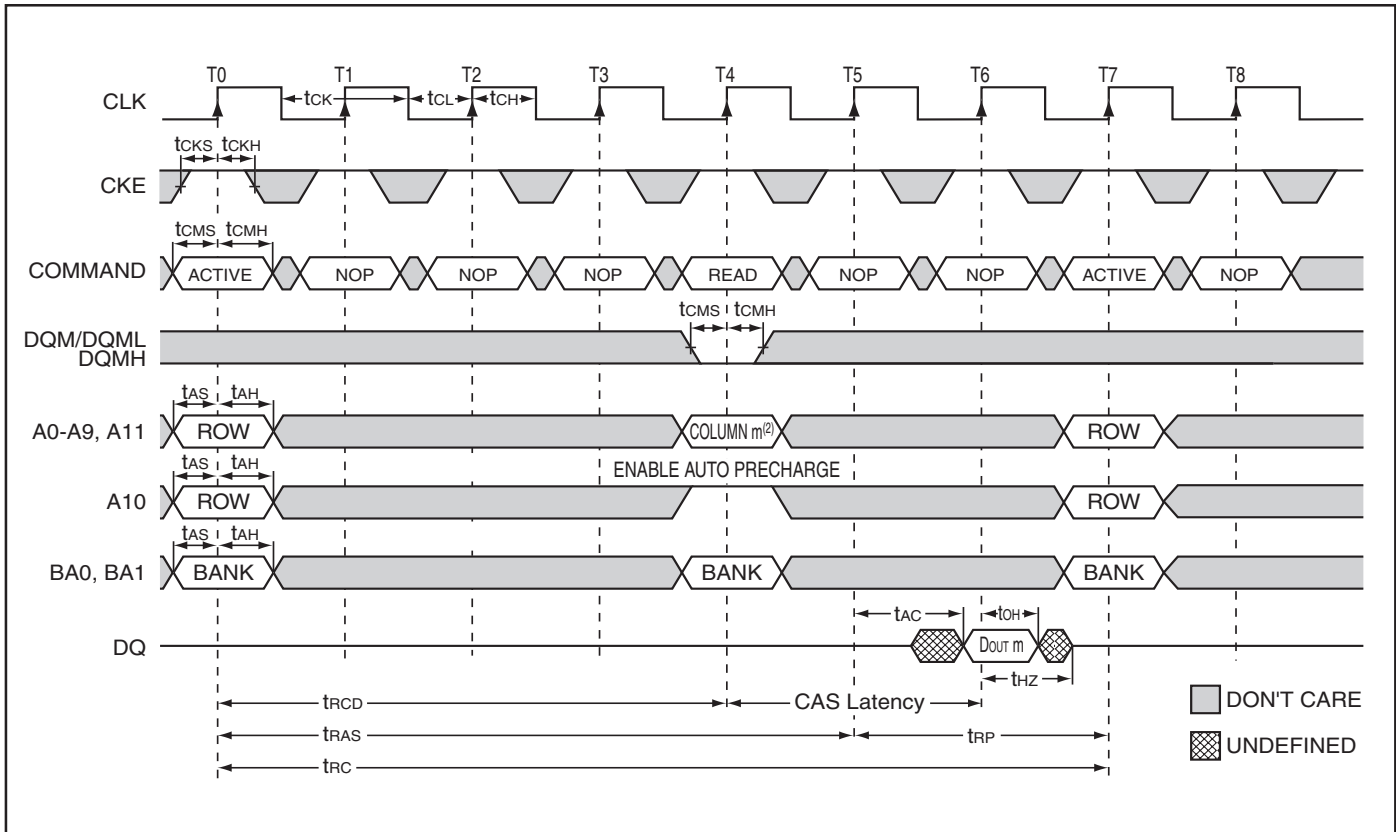 T0 T1 T2 T3 T4 T5 T6 T7 T8
CLK tCK tCL tCH
tCKS tCKH
CKE
tCMS tCMH
COMMAND ACTIVE NOP NOP NOP READ NOP NOP ACTIVE NOP
tCMS tCMH
DQM/DQML
DQMH
tAS tAH
A0-A9, A11 ROW COLUMN m(2) ROW
tAS tAH ENABLE AUTO PRECHARGE
A10 ROW ROW
tAS tAH
BA0, BA1 BANK BANK BANK
tAC tOH
DQ DOUT m
tHZ
tRCD CAS Latency
DON'T CARE
tRAS tRP
UNDEFINED
tRC